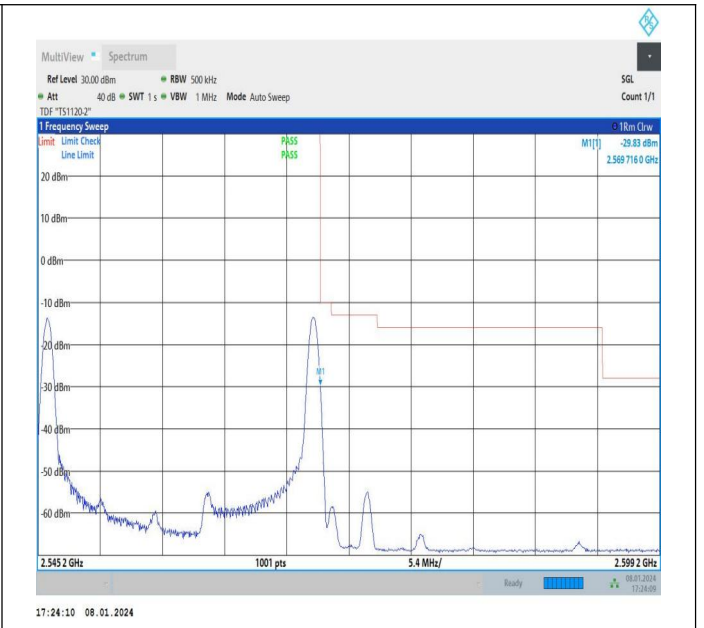 MultiView Spectrum
Ref Level 30.00 dBm RBW 500 kHz SGL
Att 40 dB SWT 1 s VBW 1 MHz Mode Auto Sweep Count 1/1
TDF "TS1120-2"
1 Frequency Sweep 1Rm Clrw
Limit Limit Check PASS M1[1] -29.83 dBm
Line Limit PASS 2.569 716 0 GHz
20 dBm
10 dBm
0 dBm
-10 dBm
-20 dBm
M1
-30 dBm
-40 dBm
-50 dBm
-60 dBm
2.545 2 GHz 1001 pts 5.4 MHz/ 2.599 2 GHz
Ready 08.01.2024
17:24:09
17:24:10 08.01.2024